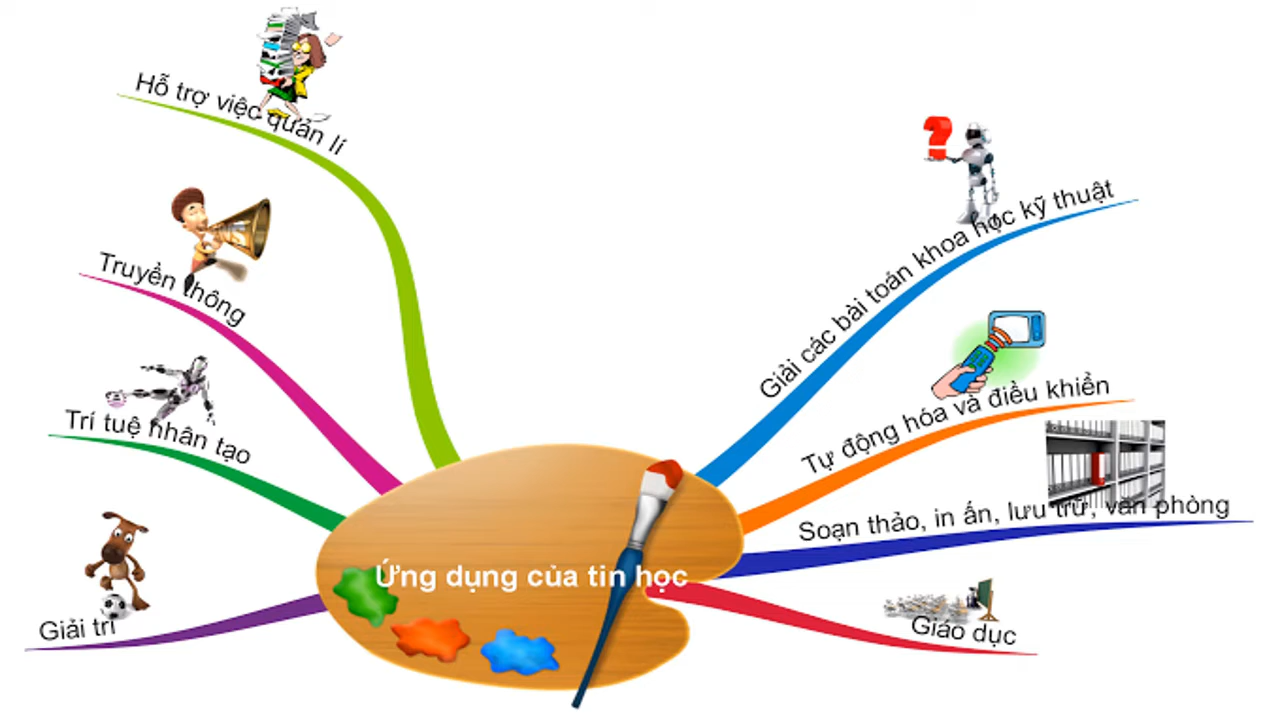 Hỗ trợ việc quản lí
Truyền thông
Trí tuệ nhân tạo
Giải trí
Ứng dụng của tin học
Giải các bài toán khoa học kỹ thuật
Tự động hóa và điều khiển
Soạn thảo, in ấn, lưu trữ, văn phòng
Giáo dục